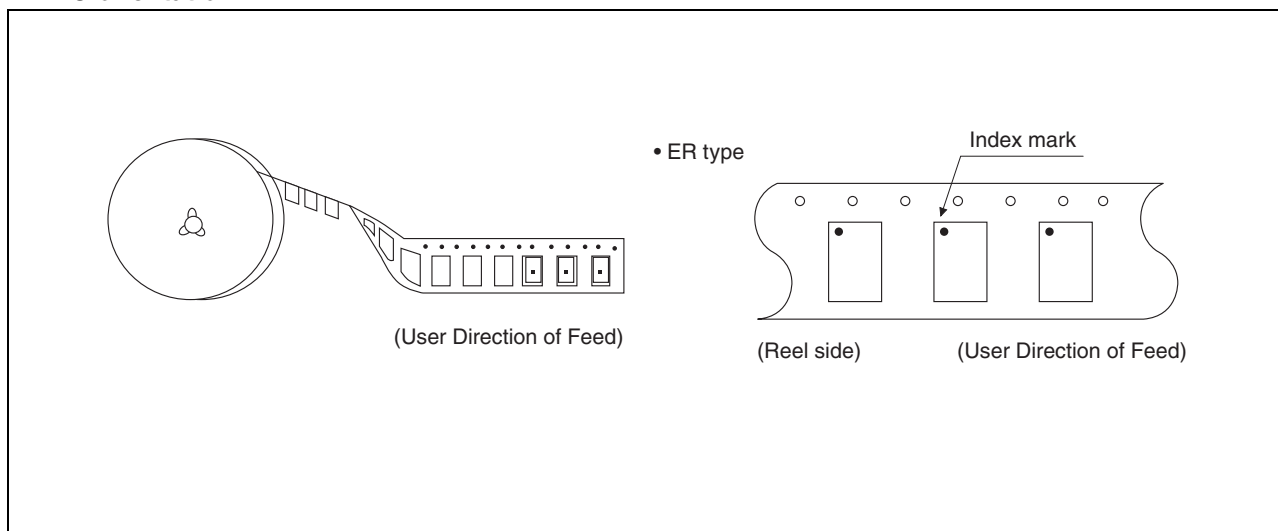 • ER type
Index mark
(User Direction of Feed)
(Reel side)
(User Direction of Feed)